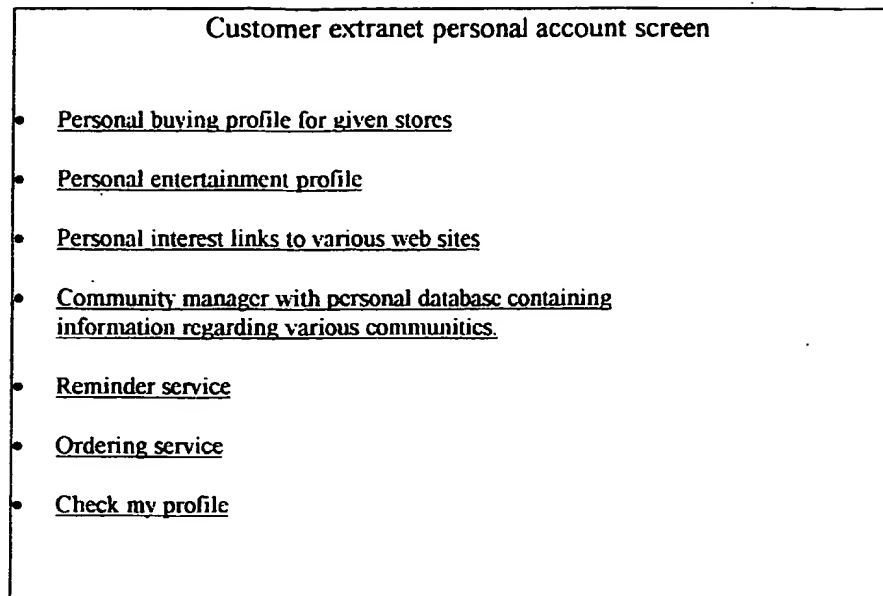 Customer extranet personal account screen
• Personal buying profile for given stores
• Personal entertainment profile
• Personal interest links to various web sites
• Community manager with personal database containing
information regarding various communities.
• Reminder service
• Ordering service
• Check my profile